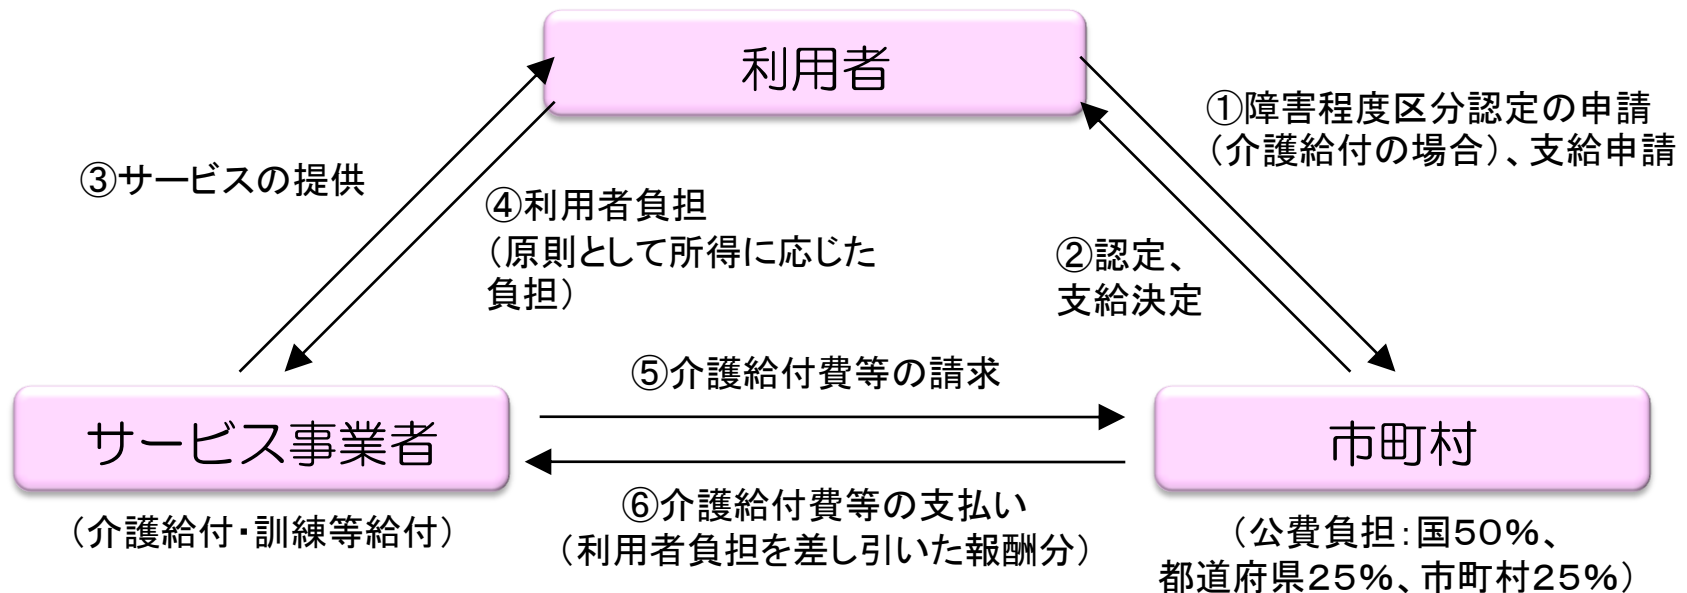 利用者
①障害程度区分認定の申請
(介護給付の場合)、支給申請
③サービスの提供
④利用者負担
(原則として所得に応じた
負担)
②認定、
支給決定
⑤介護給付費等の請求
サービス事業者
市町村
⑥介護給付費等の支払い
(利用者負担を差し引いた報酬分)
(介護給付・訓練等給付)
(公費負担:国50%、
都道府県25%、市町村25%)